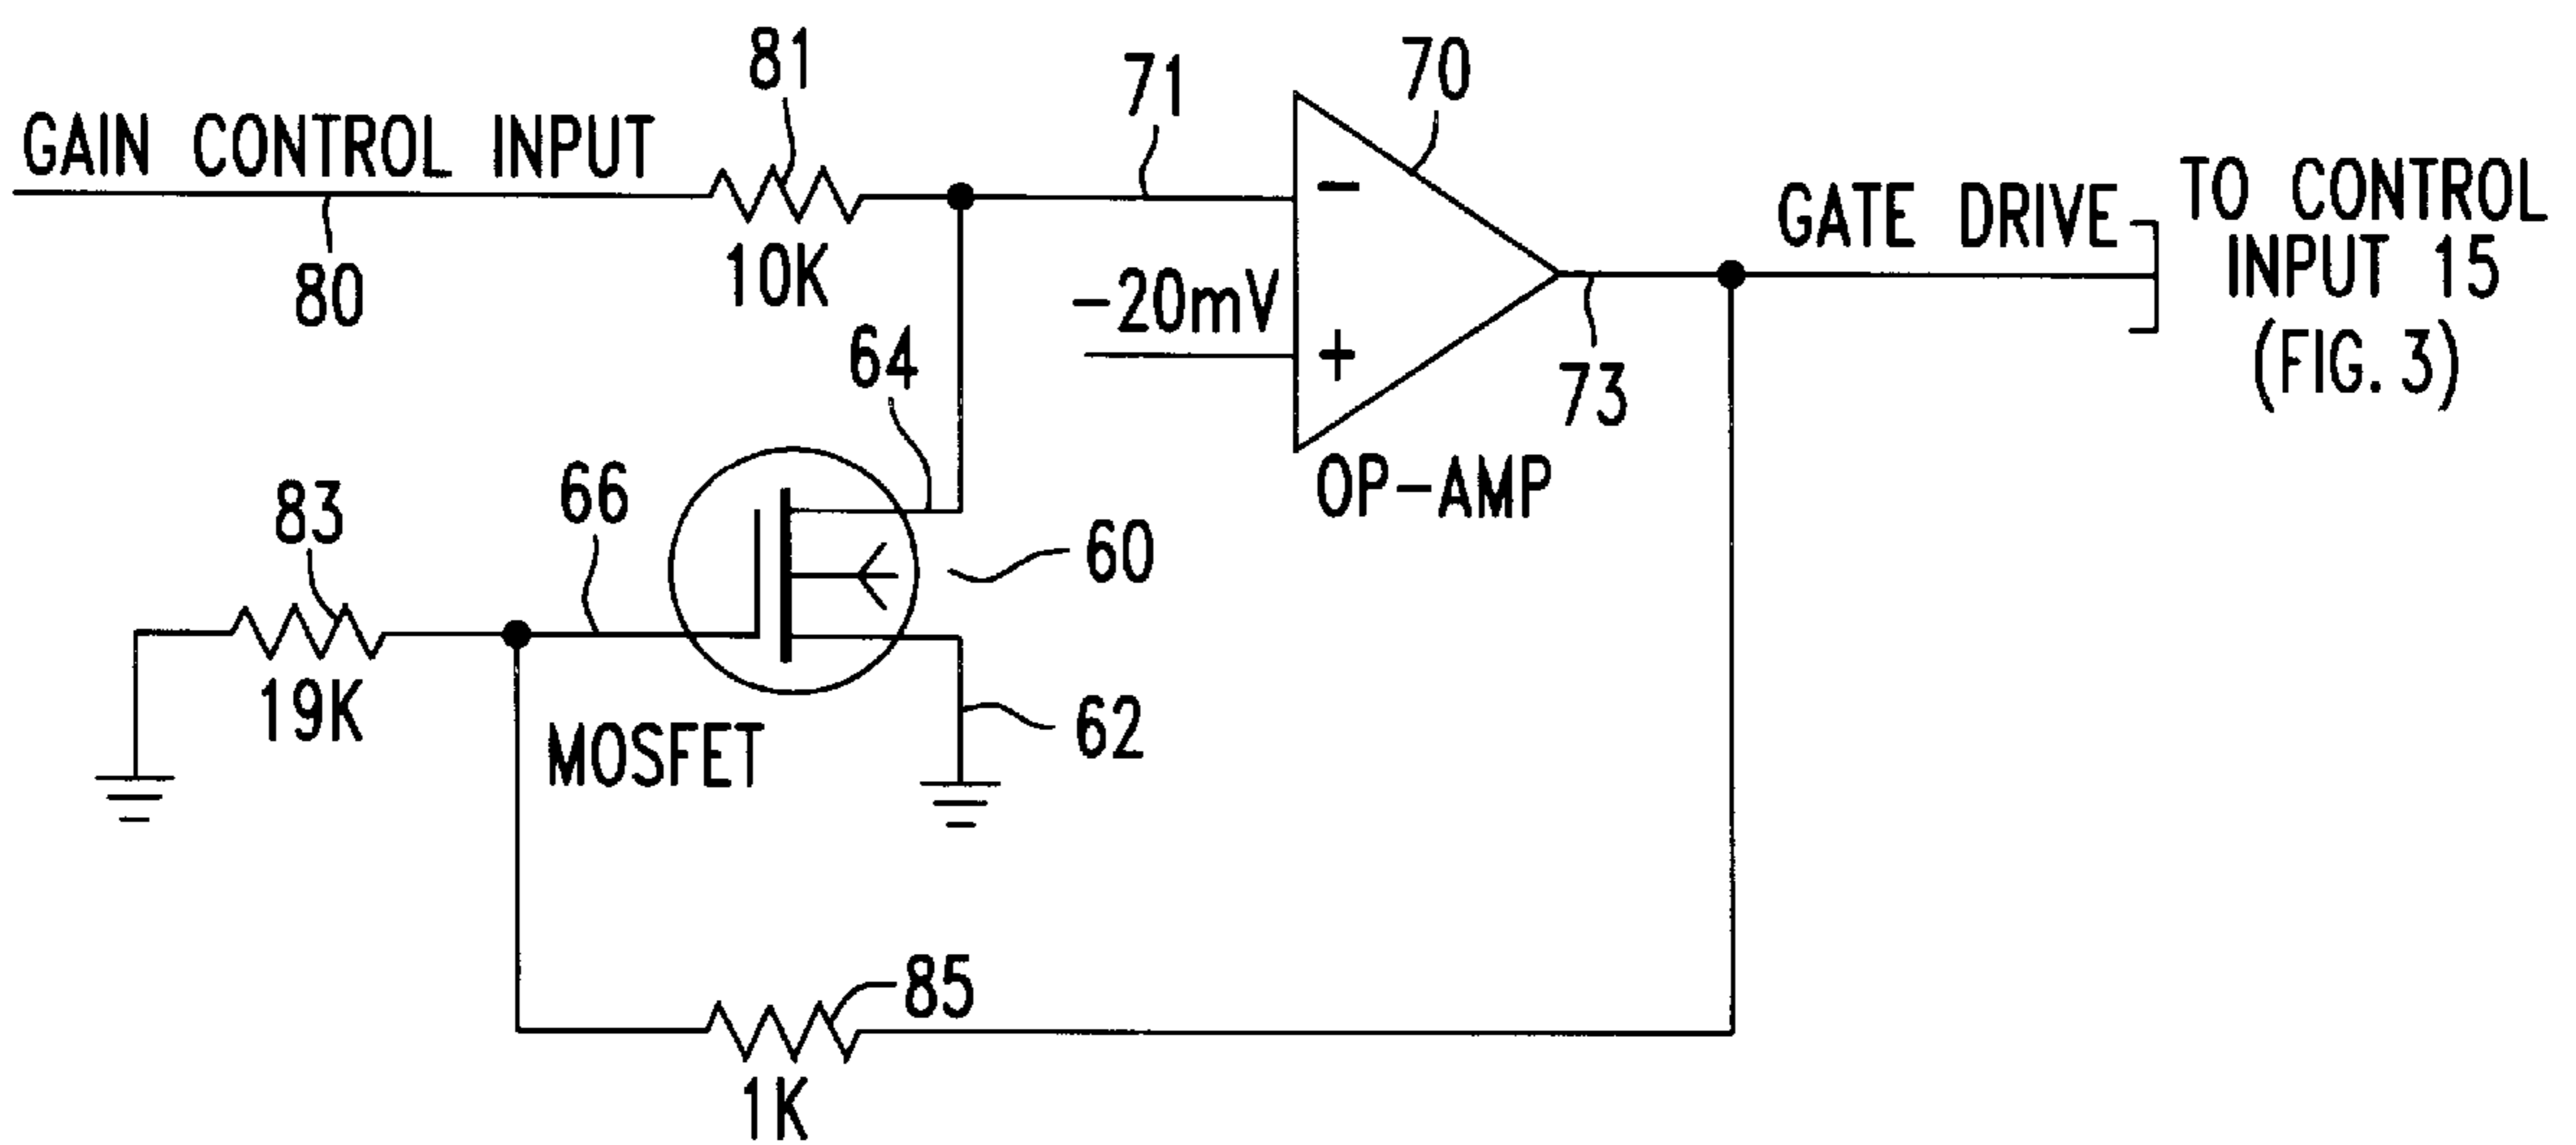 81
71
70
GAIN CONTROL INPUT
80
10K
-20mV
-
+
OP-AMP
73
GATE DRIVE
TO CONTROL
INPUT 15
(FIG. 3)
64
66
60
83
19K
MOSFET
62
85
1K